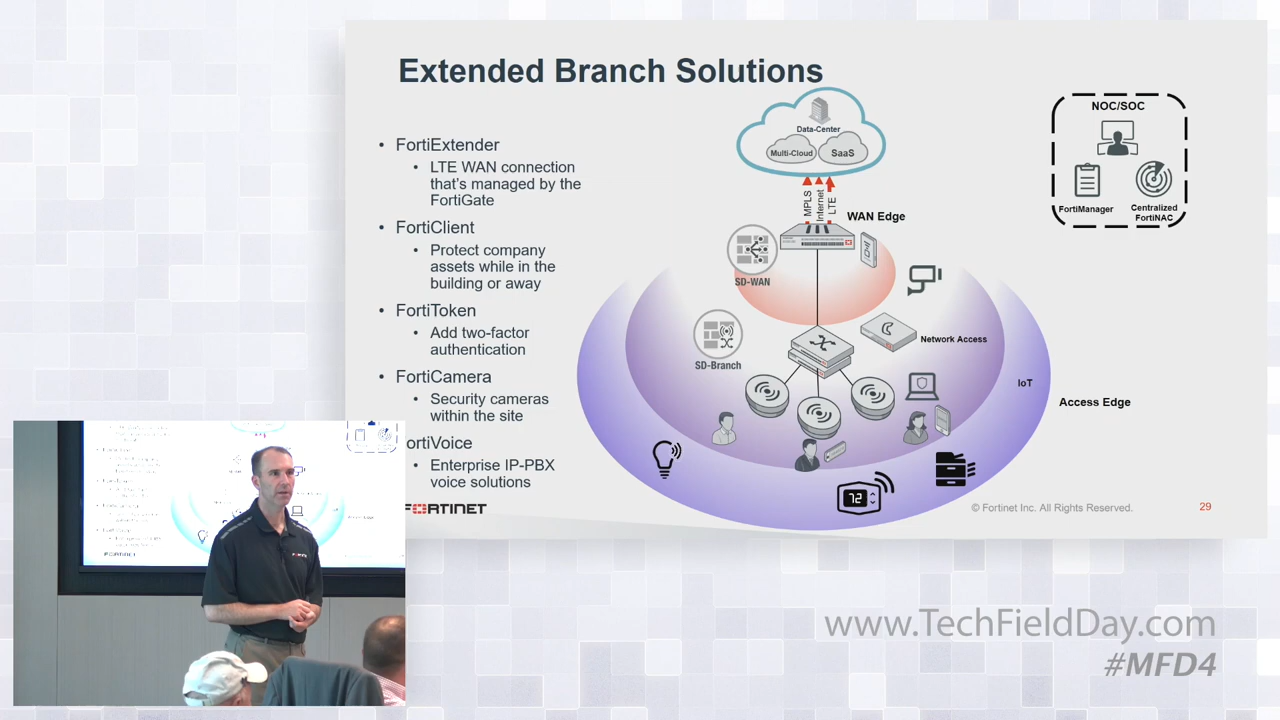 Extended Branch Solutions
• FortiExtender
• LTE WAN connection
that's managed by the
FortiGate
• FortiClient
• Protect company
assets while in the
building or away
• FortiToken
• Add two-factor
authentication
• FortiCamera
• Security cameras
within the site
ortiVoice
• Enterprise IP-PBX
voice solutions
Data-Center
Multi-Cloud
SaaS
MPLS
Internet
LTE
WAN Edge
SD-WAN
SD-Branch
Network Access
IoT
Access Edge
72
NOC/SOC
FortiManager
Centralized
FortiNAC
FORTINET
© Fortinet Inc. All Rights Reserved.
29
www.TechFieldDay.com
#MFD4